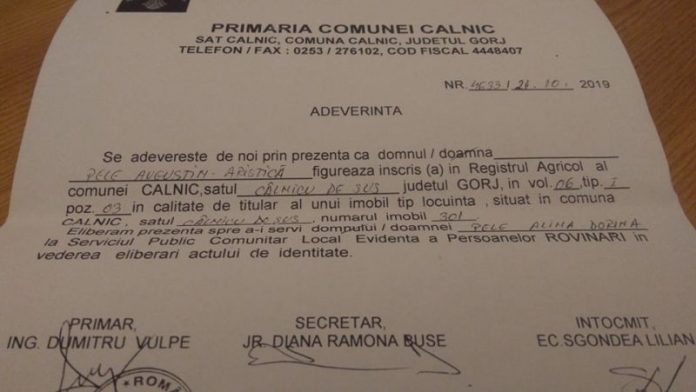 PRIMARIA COMUNEI CALNIC
SAT CALNIC, COMUNA CALNIC, JUDETUL GORJ
TELEFON / FAX : 0253 / 276102, COD FISCAL 4448407
NR. 4633 / 21. 10. 2019
ADEVERINTA
Se adevereste de noi prin prezenta ca domnul / doamna
PELE AUGUSTIN-ARISTICĂ figureaza inscris (a) in Registrul Agricol al
comunei CALNIC,satul CÂLNICU DE SUS judetul GORJ, in vol. 06, tip. I
poz. 03 in calitate de titular al unui imobil tip locuinta , situat in comuna
CALNIC, satul CÂLNICU DE SUS, numarul imobil 301.
Eliberam prezenta spre a-i servi domnului / doamnei PELE ALINA DORINA
la Serviciul Public Comunitar Local Evidenta a Persoanelor ROVINARI in
vederea eliberari actului de identitate.
PRIMAR, SECRETAR, INTOCMIT,
ING. DUMITRU VULPE JR. DIANA RAMONA BUSE EC.SGONDEA LILIAN
* ROMÂ